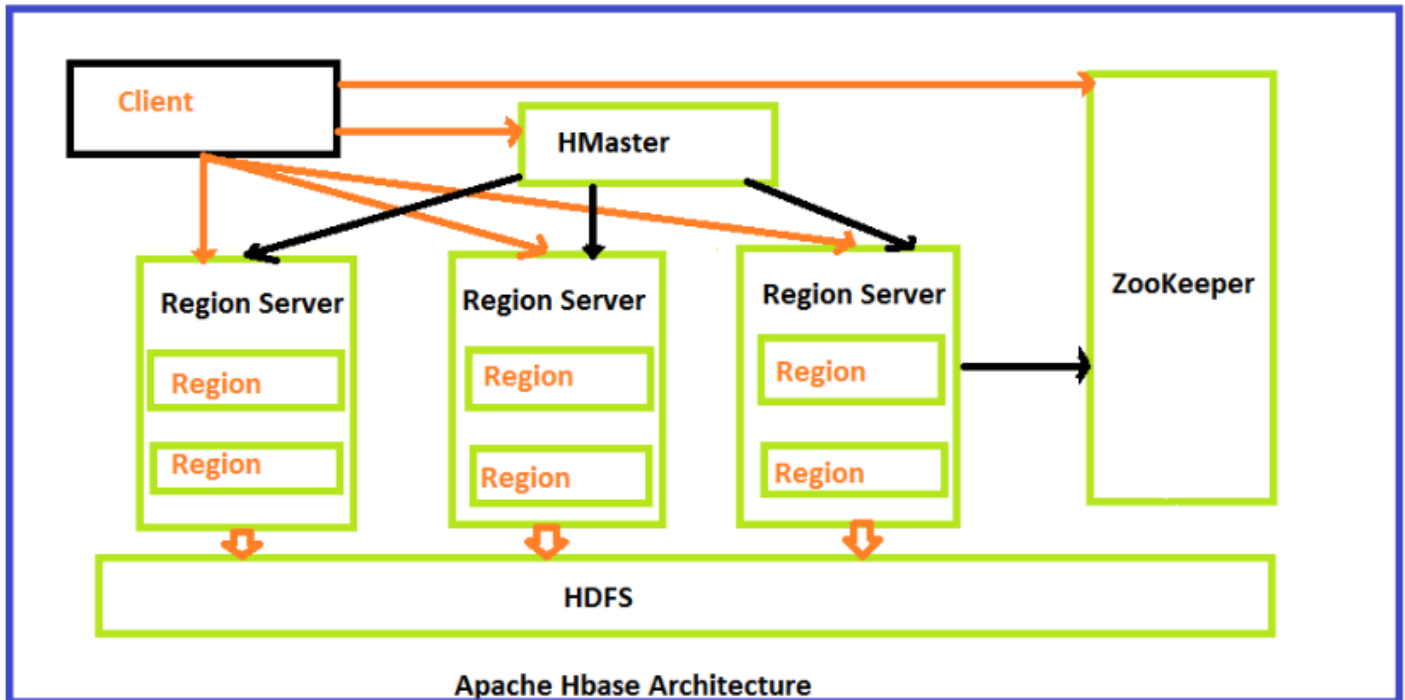 Client
HMaster
ZooKeeper
Region Server
Region
Region
Region Server
Region
Region
Region Server
Region
Region
HDFS
Apache Hbase Architecture